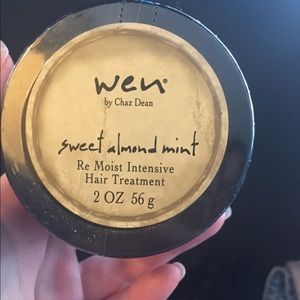 wen®
by Chaz Dean
sweet almond mint
Re Moist Intensive
Hair Treatment
2 OZ 56 g